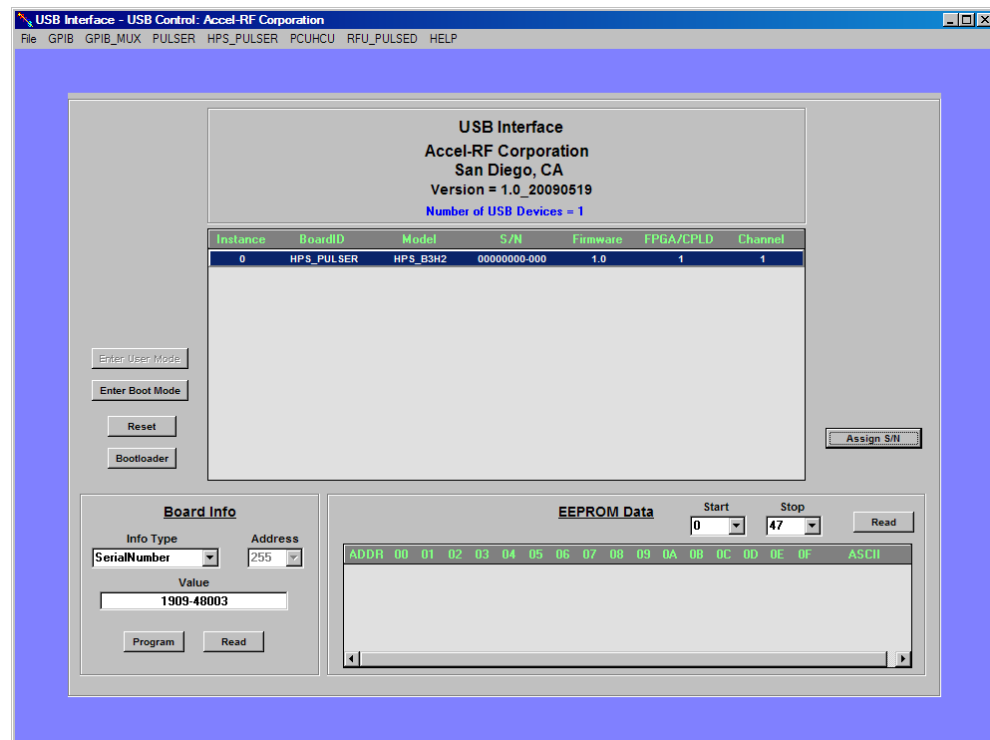 USB Interface - USB Control: Accel-RF Corporation
File GPIB GPIB_MUX PULSER HPS_PULSER PCUHCU RFU_PULSED HELP
USB Interface
Accel-RF Corporation
San Diego, CA
Version = 1.0_20090519
Number of USB Devices = 1
Instance BoardID Model S/N Firmware FPGA/CPLD Channel
0 HPS_PULSER HPS_B3H2 00000000-000 1.0 1 1
Enter User Mode
Enter Boot Mode
Reset
Bootloader
Assign S/N
Board Info
Info Type Address
SerialNumber 255
Value
1909-48003
Program Read
EEPROM Data
Start Stop
0 47 Read
ADDR 00 01 02 03 04 05 06 07 08 09 0A 0B 0C 0D 0E 0F ASCII